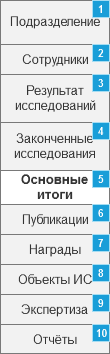 1
Подразделение
2
Сотрудники
3
Результат
исследований
4
Законченные
исследования
5
Основные
итоги
6
Публикации
7
Награды
8
Объекты ИС
9
Экспертиза
10
Отчёты